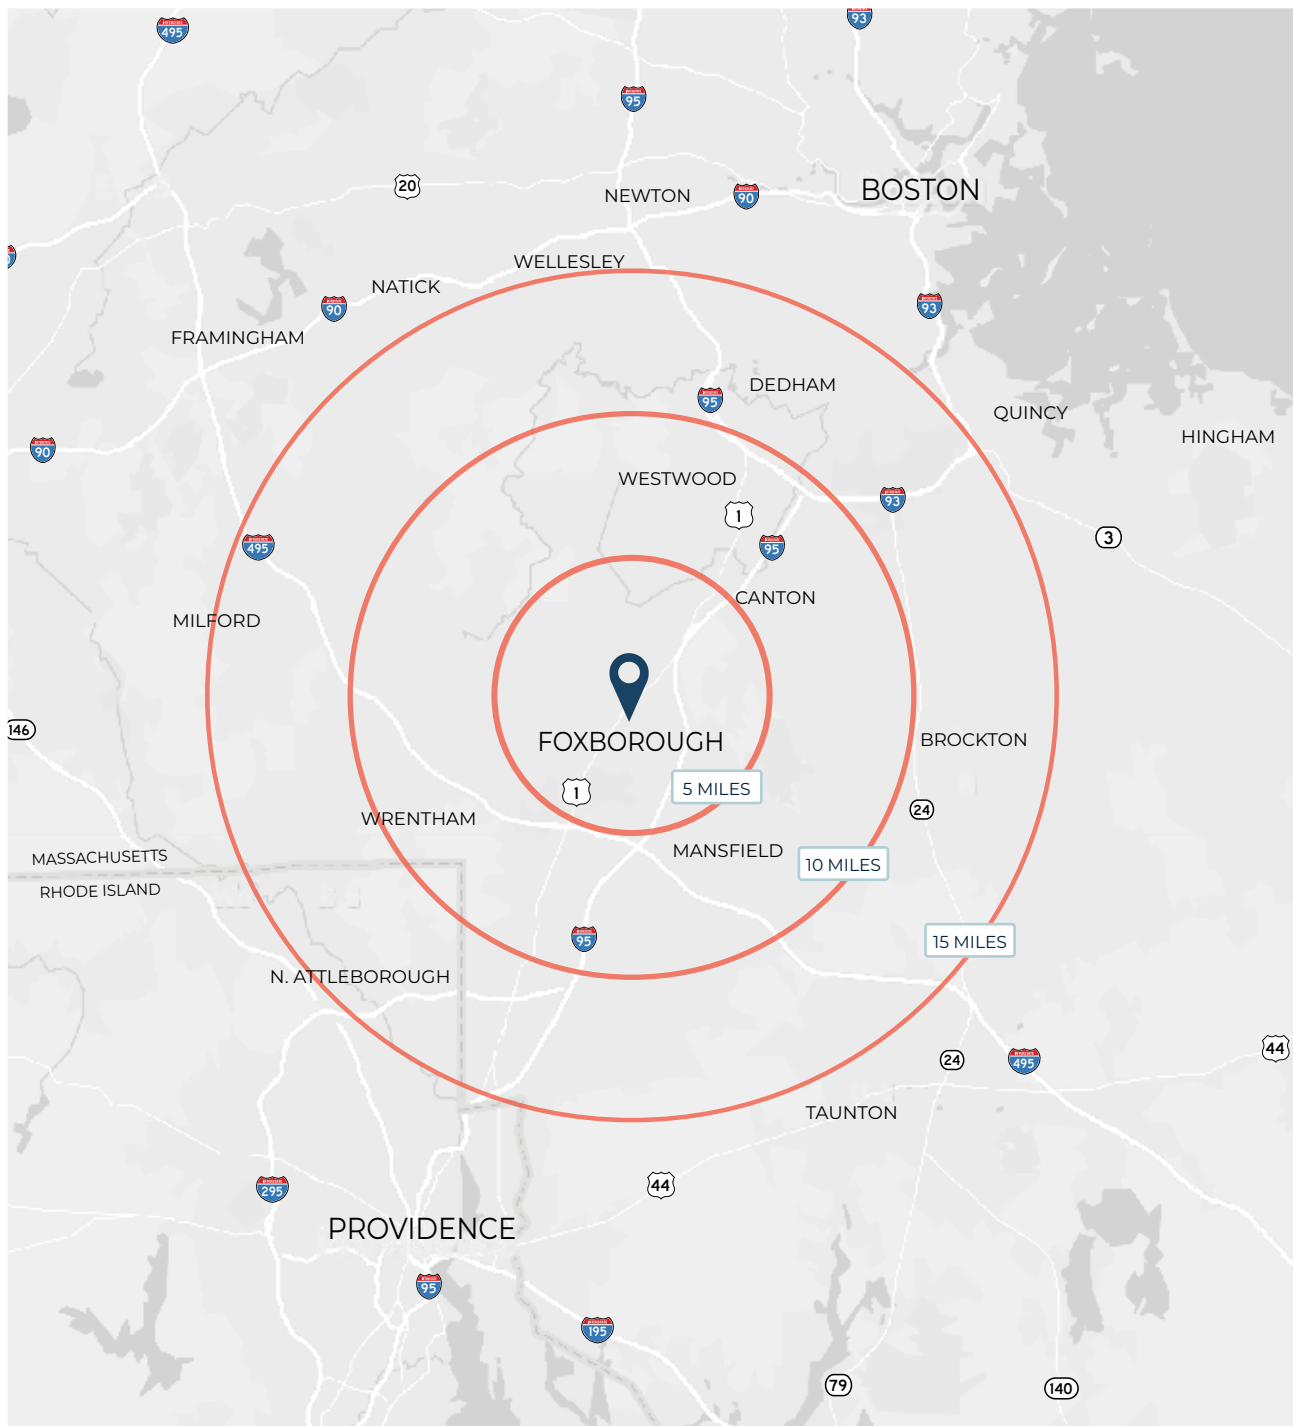 495
93
95
20
NEWTON
90
BOSTON
WELLESLEY
NATICK
90
93
FRAMINGHAM
DEDHAM
95
QUINCY
HINGHAM
90
WESTWOOD
93
1
3
495
95
CANTON
MILFORD
146
FOXBOROUGH
BROCKTON
5 MILES
1
24
WRENTHAM
MANSFIELD
10 MILES
MASSACHUSETTS
RHODE ISLAND
95
15 MILES
N. ATTLEBOROUGH
44
24
495
TAUNTON
44
295
PROVIDENCE
95
195
79
140